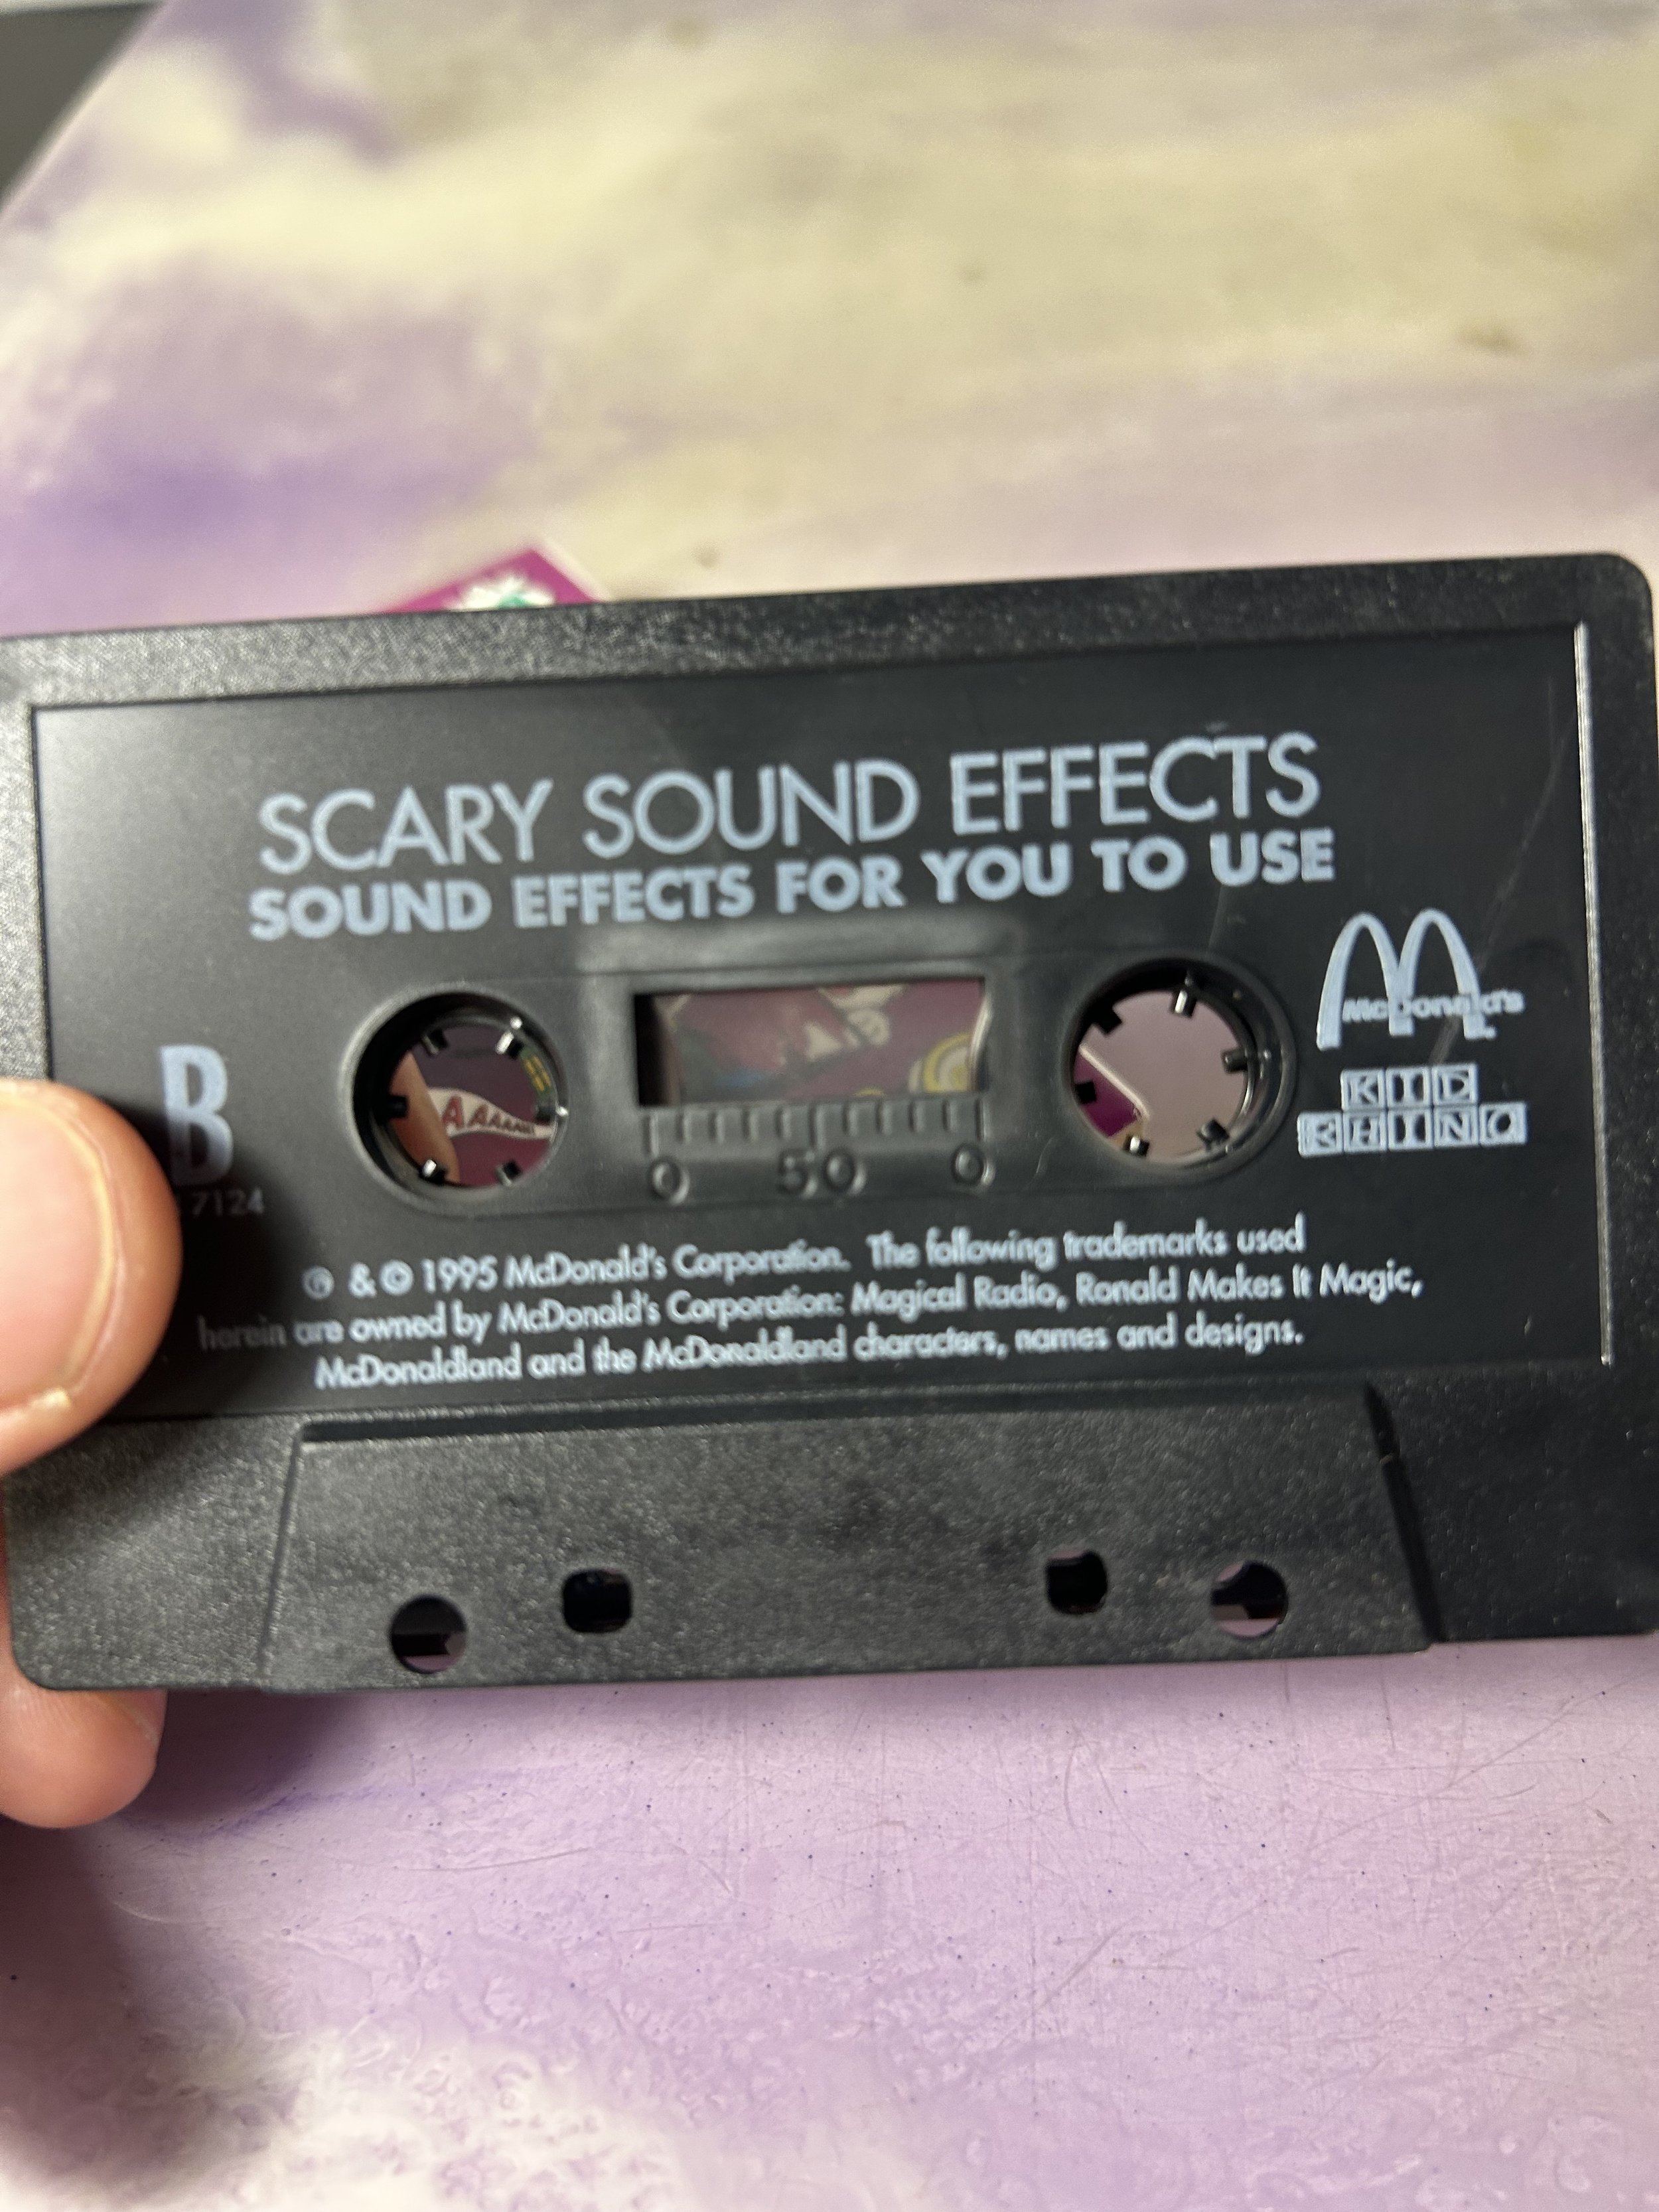 SCARY SOUND EFFECTS
SOUND EFFECTS FOR YOU TO USE
McDonald's
KID
RHINO
B
7124
0 50 0
℗ & © 1995 McDonald's Corporation. The following trademarks used
herein are owned by McDonald's Corporation: Magical Radio, Ronald Makes It Magic,
McDonaldland and the McDonaldland characters, names and designs.